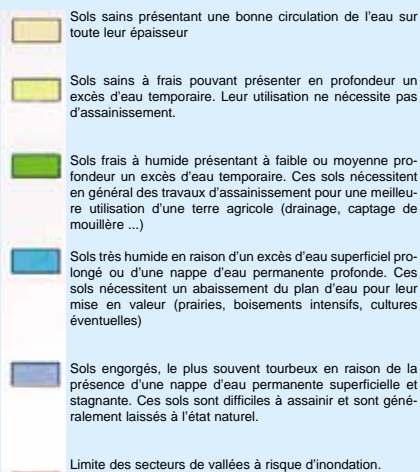 Sols sains présentant une bonne circulation de l'eau sur
toute leur épaisseur
Sols sains à frais pouvant présenter en profondeur un
excès d'eau temporaire. Leur utilisation ne nécessite pas
d'assainissement.
Sols frais à humide présentant à faible ou moyenne pro-
fondeur un excès d'eau temporaire. Ces sols nécessitent
en général des travaux d'assainissement pour une meilleu-
re utilisation d'une terre agricole (drainage, captage de
mouillère ...)
Sols très humide en raison d'un excès d'eau superficiel pro-
longé ou d'une nappe d'eau permanente profonde. Ces
sols nécessitent un abaissement du plan d'eau pour leur
mise en valeur (prairies, boisements intensifs, cultures
éventuelles)
Sols engorgés, le plus souvent tourbeux en raison de la
présence d'une nappe d'eau permanente superficielle et
stagnante. Ces sols sont difficiles à assainir et sont géné-
ralement laissés à l'état naturel.
Limite des secteurs de vallées à risque d'inondation.